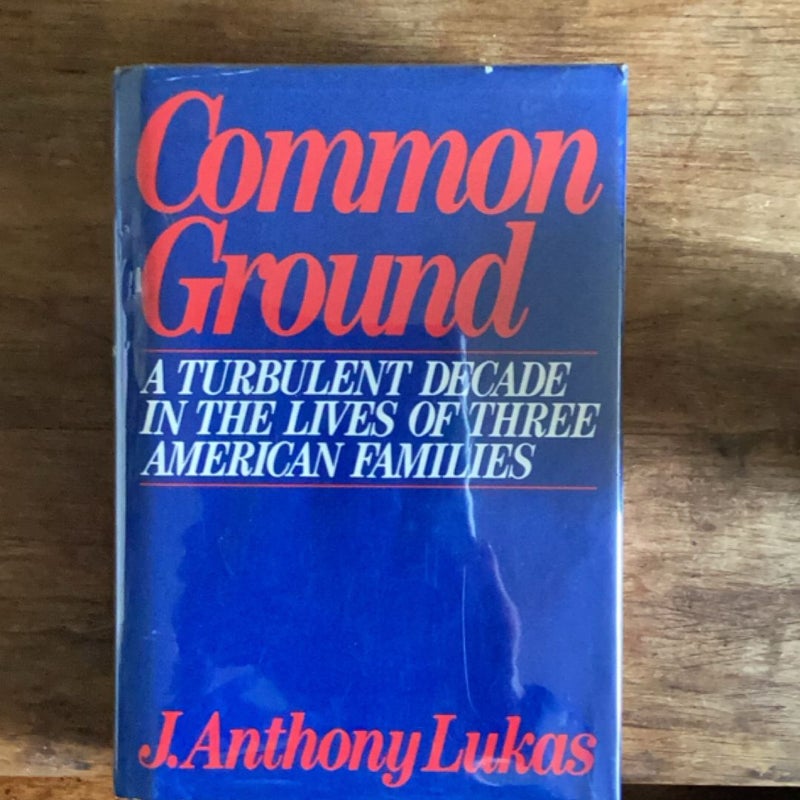 Common
Ground
A TURBULENT DECADE
IN THE LIVES OF THREE
AMERICAN FAMILIES
J. Anthony Lukas